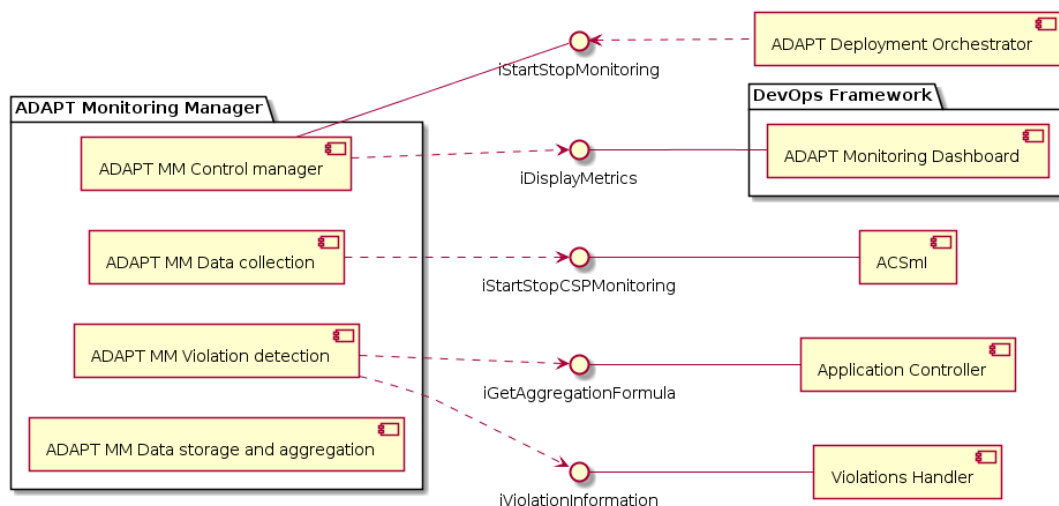 ADAPT Deployment Orchestrator
iStartStopMonitoring
ADAPT Monitoring Manager
DevOps Framework
ADAPT MM Control manager
ADAPT Monitoring Dashboard
iDisplayMetrics
ADAPT MM Data collection
ACSmI
iStartStopCSPMonitoring
ADAPT MM Violation detection
Application Controller
iGetAggregationFormula
ADAPT MM Data storage and aggregation
Violations Handler
iViolationInformation